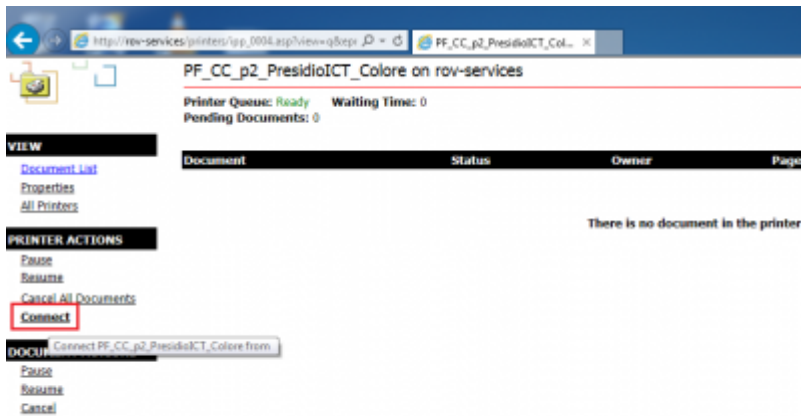 http://rov-services/printers/ipp_0004.asp?view=q&epr
PF_CC_p2_PresidioICT_Col...
PF_CC_p2_PresidioICT_Colore on rov-services
Printer Queue: Ready Waiting Time: 0
Pending Documents: 0
VIEW
Document List
Properties
All Printers
Document Status Owner Page
There is no document in the printer
PRINTER ACTIONS
Pause
Resume
Cancel All Documents
Connect
Connect PF_CC_p2_PresidioICT_Colore from
Pause
Resume
Cancel